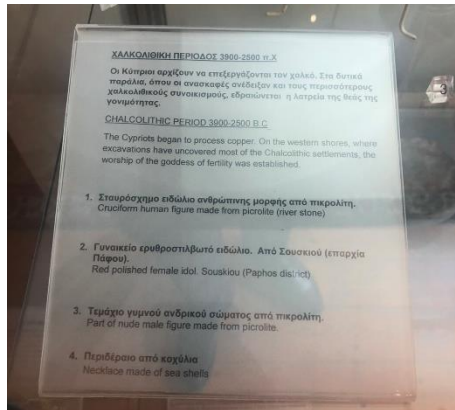 ΧΑΛΚΟΛΙΘΙΚΗ ΠΕΡΙΟΔΟΣ 3900-2500 π.Χ
Οι Κύπριοι αρχίζουν να επεξεργάζονται τον χαλκό. Στα δυτικά
παράλια, όπου οι ανασκαφές ανέδειξαν και τους περισσότερους
χαλκολιθικούς συνοικισμούς, εδραιώνεται η λατρεία της θεάς της
γονιμότητας.
CHALCOLITHIC PERIOD 3900-2500 B.C
The Cypriots began to process copper. On the western shores, where
excavations have uncovered most of the Chalcolithic settlements, the
worship of the goddess of fertility was established.
1. Σταυρόσχημο ειδώλιο ανθρώπινης μορφής από πικρολίτη.
Cruciform human figure made from picrolite (river stone)
2. Γυναικείο ερυθροστιλβωτό ειδώλιο. Από Σουσκιού (επαρχία
Πάφου).
Red polished female idol. Souskiou (Paphos district)
3. Τεμάχιο γυμνού ανδρικού σώματος από πικρολίτη.
Part of nude male figure made from picrolite.
4. Περιδέραιο από κοχύλια
Necklace made of sea shells
3